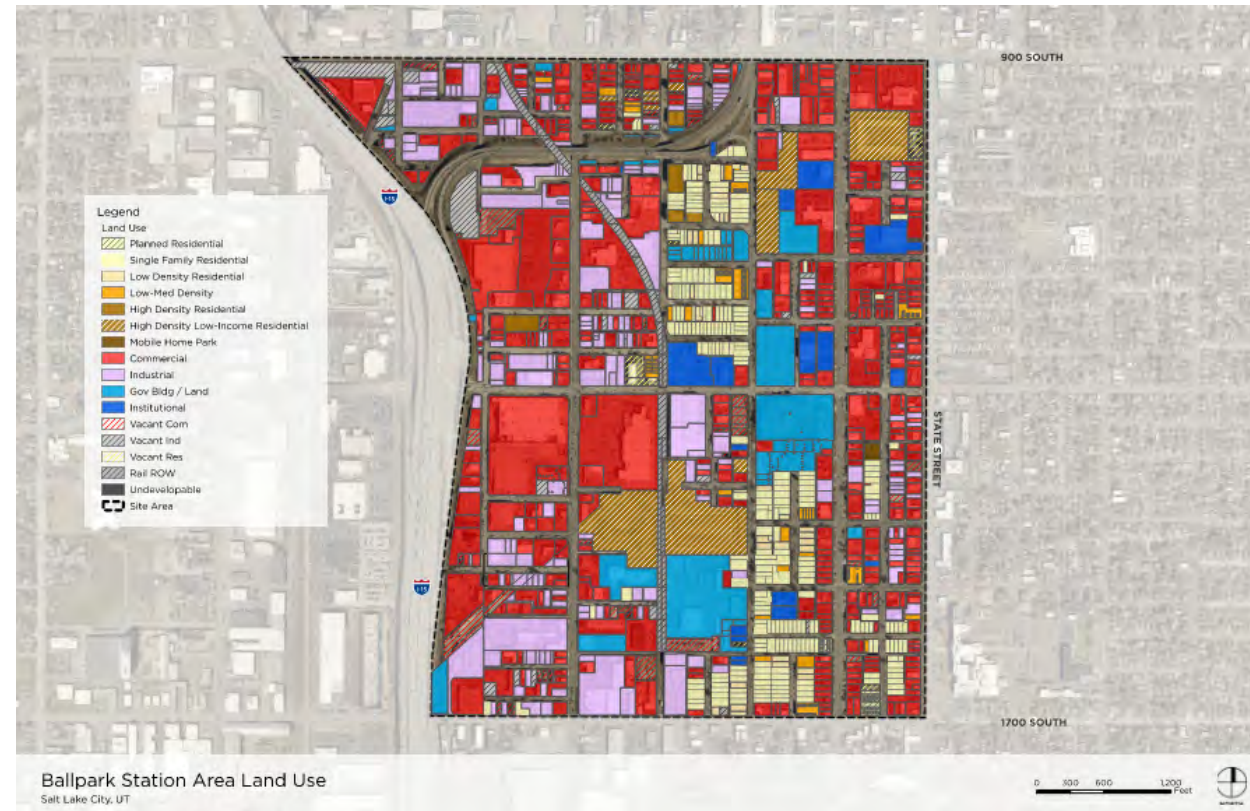 900 SOUTH
I-15
Legend
Land Use
Planned Residential
Single Family Residential
Low Density Residential
Low-Med Density
High Density Residential
High Density Low-Income Residential
Mobile Home Park
Commercial
Industrial
Gov Bldg / Land
Institutional
Vacant Com
Vacant Ind
Vacant Res
Rail ROW
Undevelopable
Site Area
STATE STREET
I-15
1700 SOUTH
Ballpark Station Area Land Use
Salt Lake City, UT
0 300 600 1,200
Feet